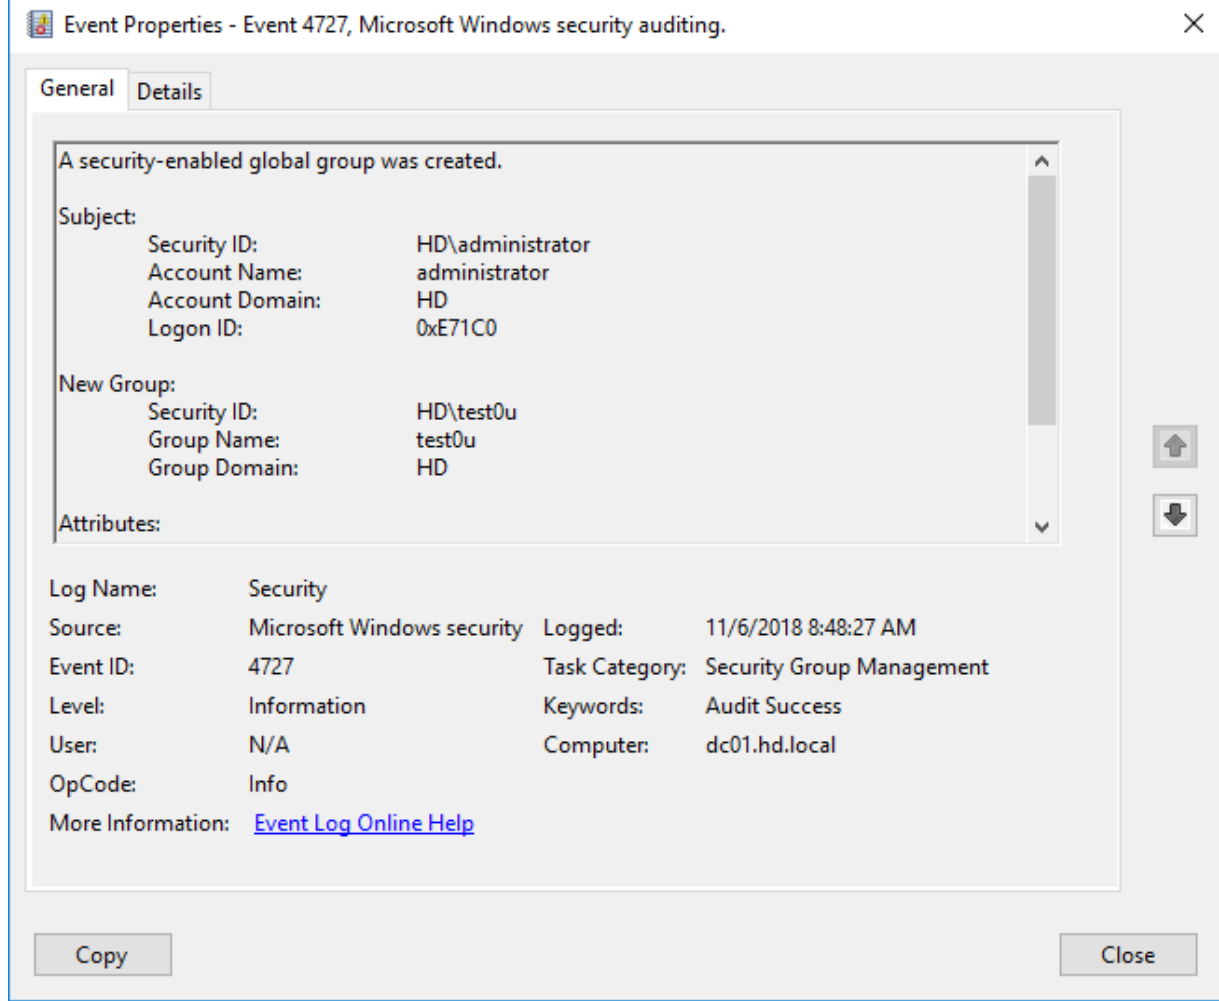 Event Properties - Event 4727, Microsoft Windows security auditing.
General Details
A security-enabled global group was created.
Subject:
Security ID: HD\administrator
Account Name: administrator
Account Domain: HD
Logon ID: 0xE71C0
New Group:
Security ID: HD\test0u
Group Name: test0u
Group Domain: HD
Attributes:
Log Name: Security
Source: Microsoft Windows security Logged: 11/6/2018 8:48:27 AM
Event ID: 4727 Task Category: Security Group Management
Level: Information Keywords: Audit Success
User: N/A Computer: dc01.hd.local
OpCode: Info
More Information: Event Log Online Help
Copy Close